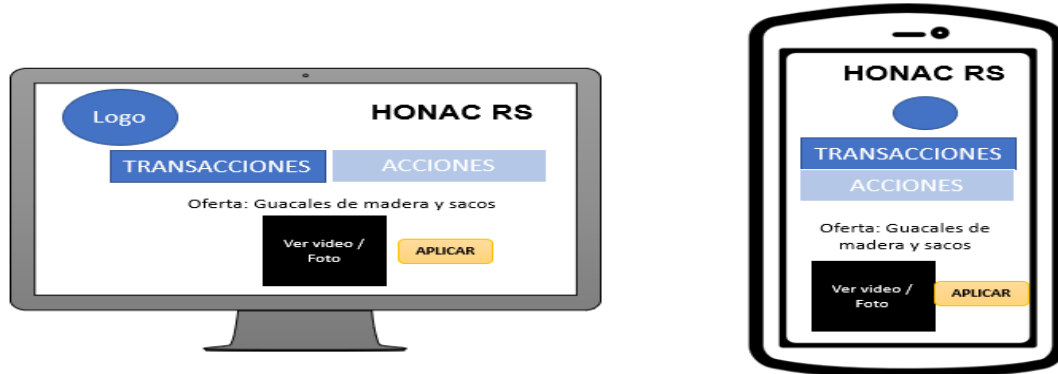 Logo
HONAC RS
TRANSACCIONES
ACCIONES
Oferta: Guacales de madera y sacos
Ver video /
Foto
APLICAR
HONAC RS
TRANSACCIONES
ACCIONES
Oferta: Guacales de
madera y sacos
Ver video /
Foto
APLICAR